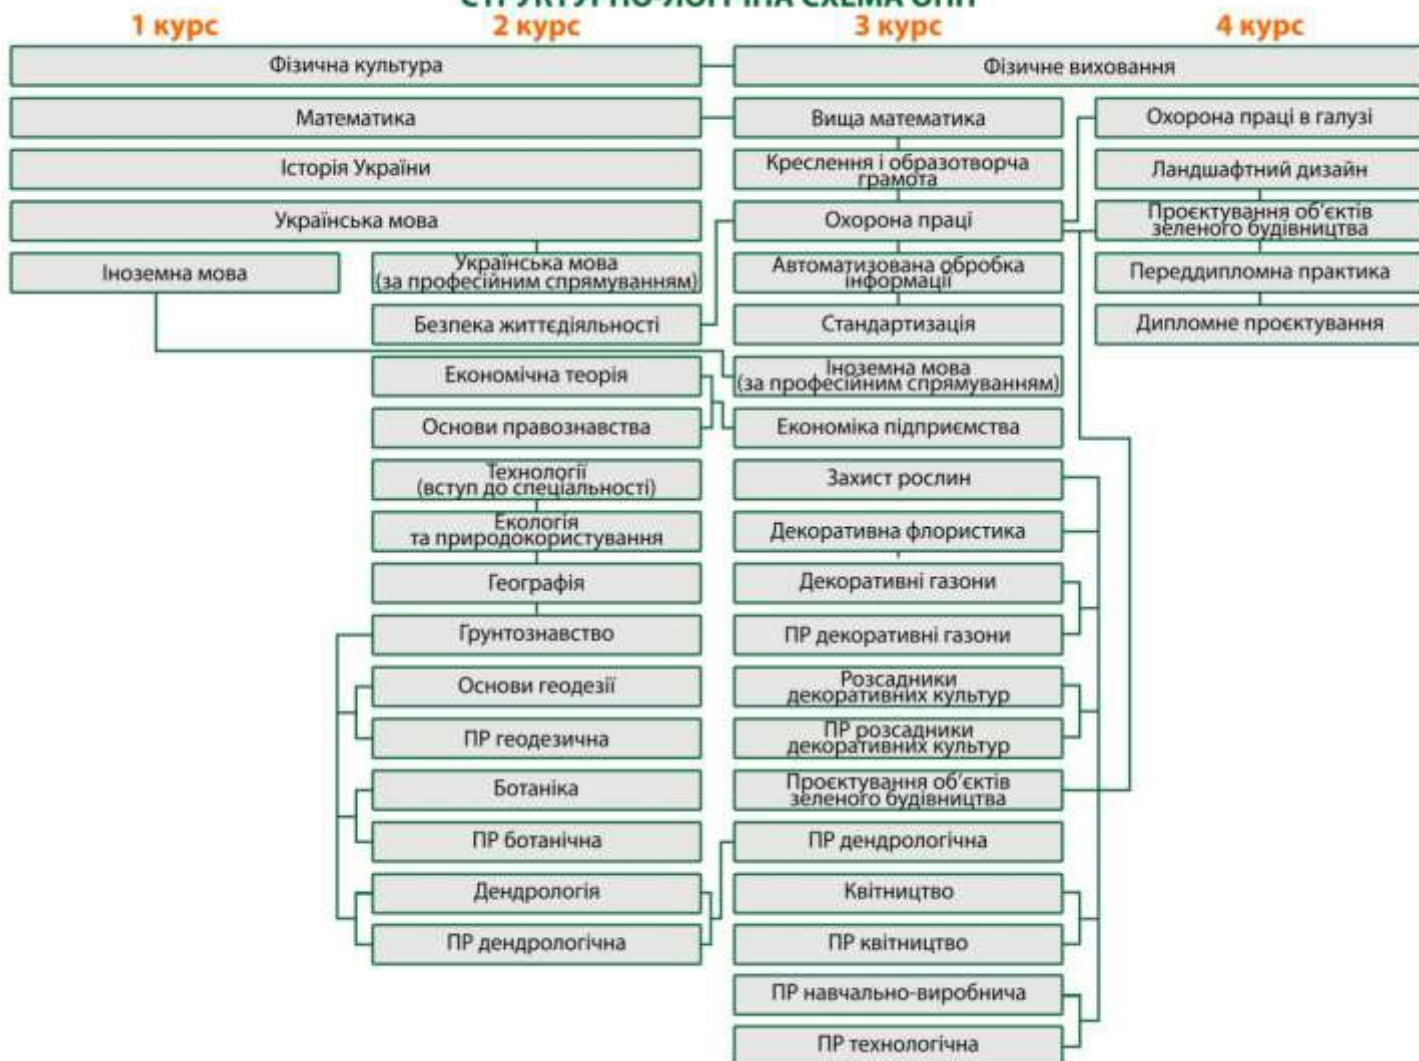 СТРУКТУРНО-ЛОГІЧНА СХЕМА ОПП
1 курс
2 курс
3 курс
4 курс
Фізична культура
Фізичне виховання
Математика
Вища математика
Охорона праці в галузі
Історія України
Креслення і образотворча
грамота
Ландшафтний дизайн
Українська мова
Охорона праці
Проєктування об’єктів
зеленого будівництва
Іноземна мова
Українська мова
(за професійним спрямуванням)
Автоматизована обробка
інформації
Переддипломна практика
Безпека життєдіяльності
Стандартизація
Дипломне проєктування
Економічна теорія
Іноземна мова
(за професійним спрямуванням)
Основи правознавства
Економіка підприємства
Технології
(вступ до спеціальності)
Захист рослин
Екологія
та природокористування
Декоративна флористика
Географія
Декоративні газони
Грунтознавство
ПР декоративні газони
Основи геодезії
Розсадники
декоративних культур
ПР геодезична
ПР розсадники
декоративних культур
Ботаніка
Проєктування об’єктів
зеленого будівництва
ПР ботанічна
ПР дендрологічна
Дендрологія
Квітництво
ПР дендрологічна
ПР квітництво
ПР навчально-виробнича
ПР технологічна